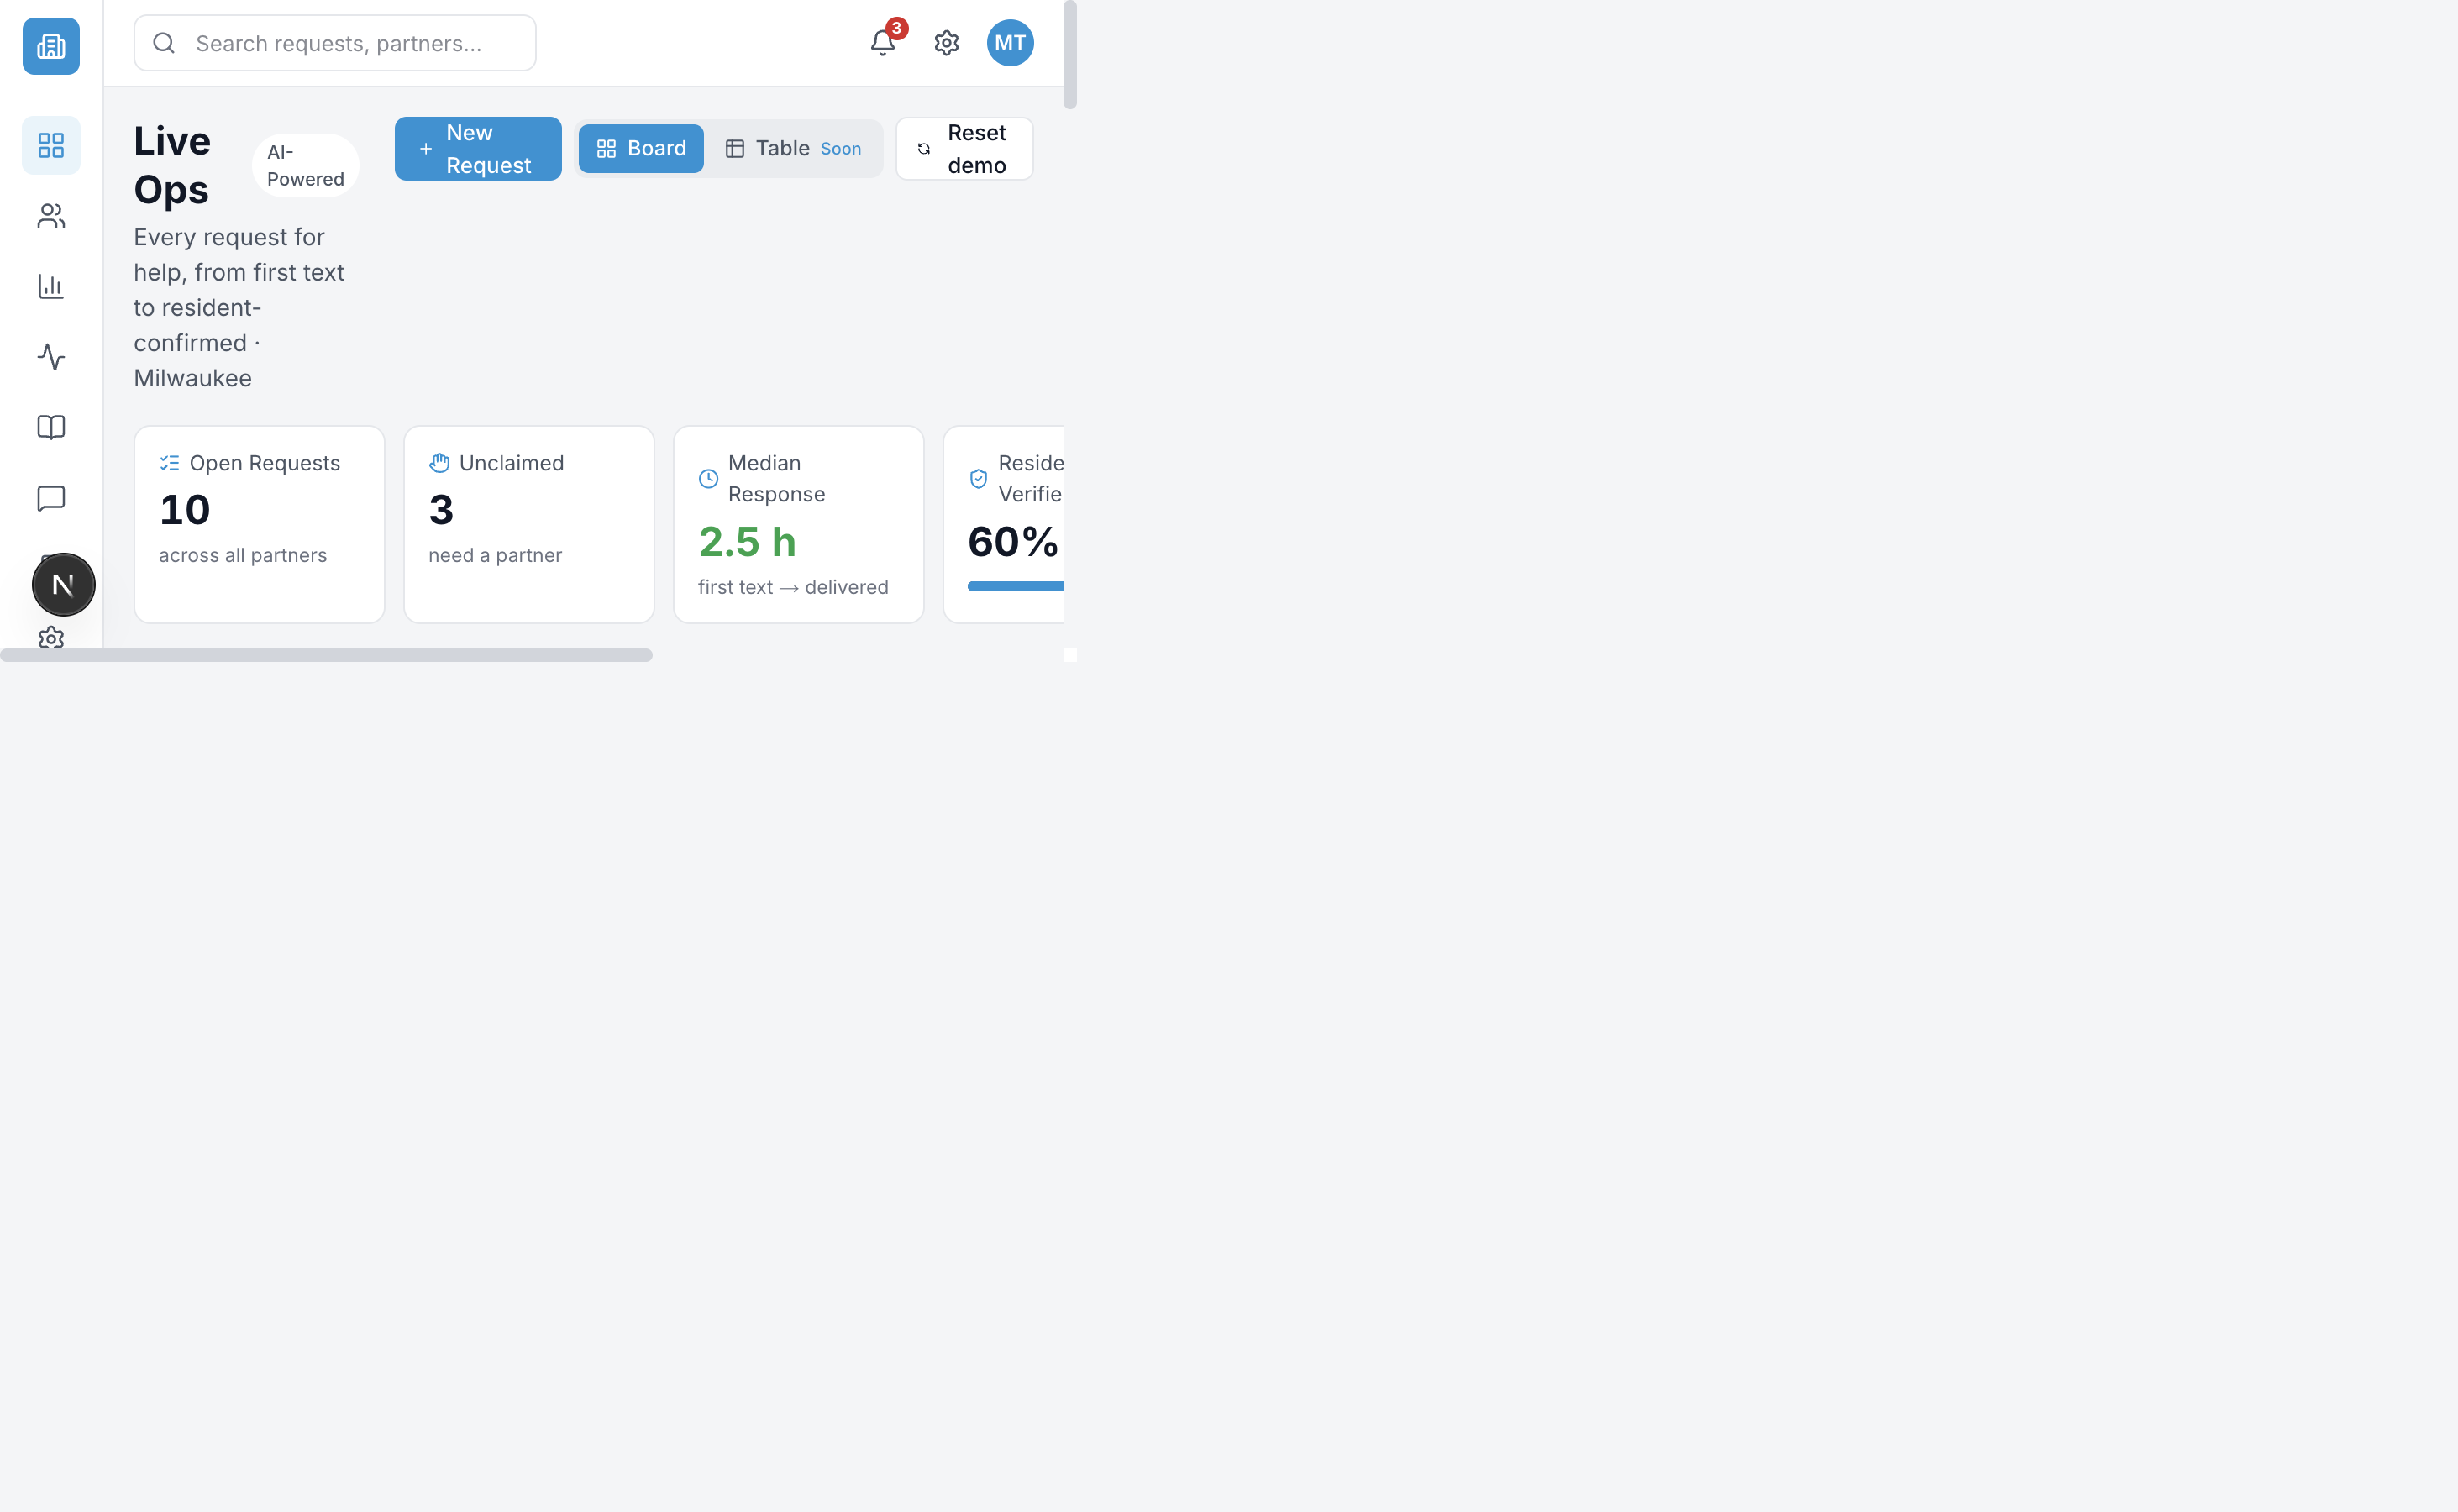 Search requests, partners...
3
MT
Live
Ops
AI-
Powered
New
Request
Board
Table Soon
Reset
demo
Every request for
help, from first text
to resident-
confirmed ·
Milwaukee
Open Requests
10
across all partners
Unclaimed
3
need a partner
Median
Response
2.5 h
first text → delivered
60%
N